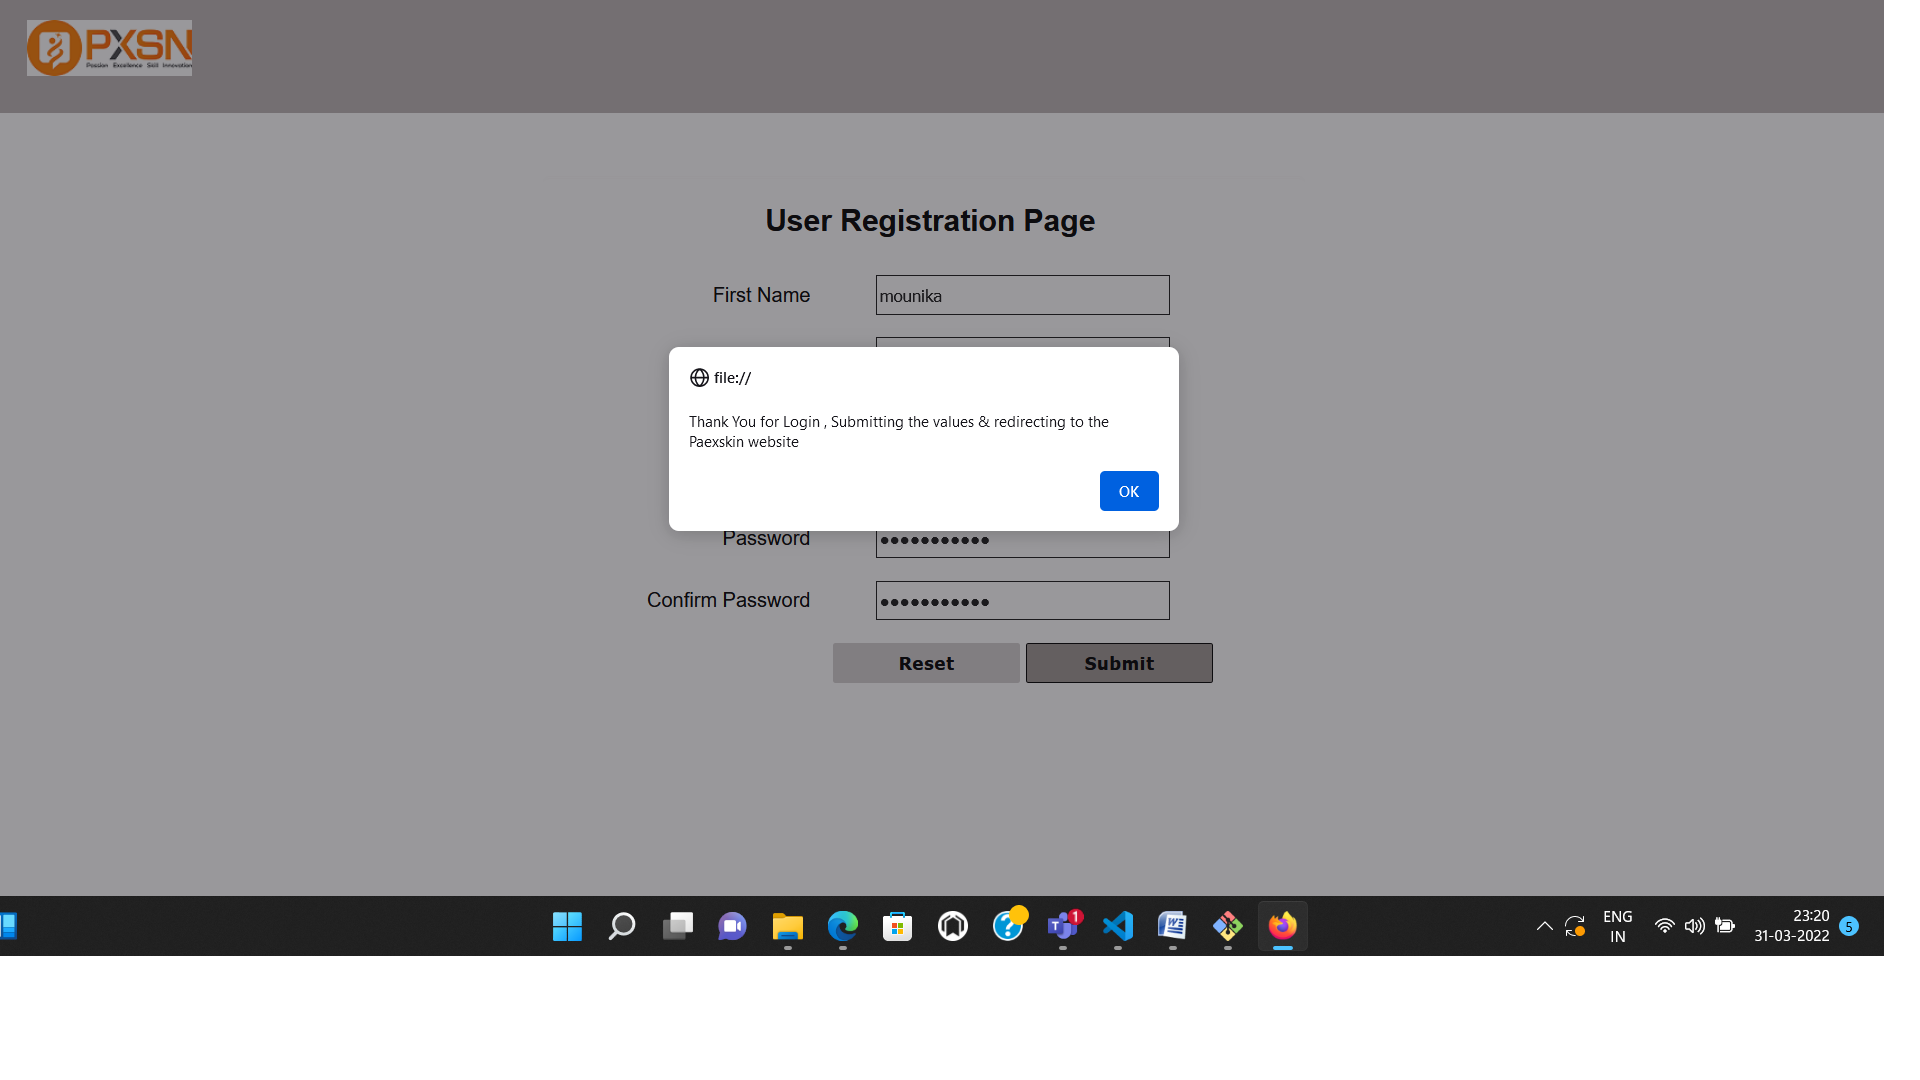 PXSN
Passion Excellence Skill Innovation
User Registration Page
First Name
mounika
file://
Thank You for Login , Submitting the values & redirecting to the
Paexskin website
OK
Password
●●●●●●●●●●●
Confirm Password
●●●●●●●●●●●
Reset
Submit
1
ENG
IN
23:20
31-03-2022
5